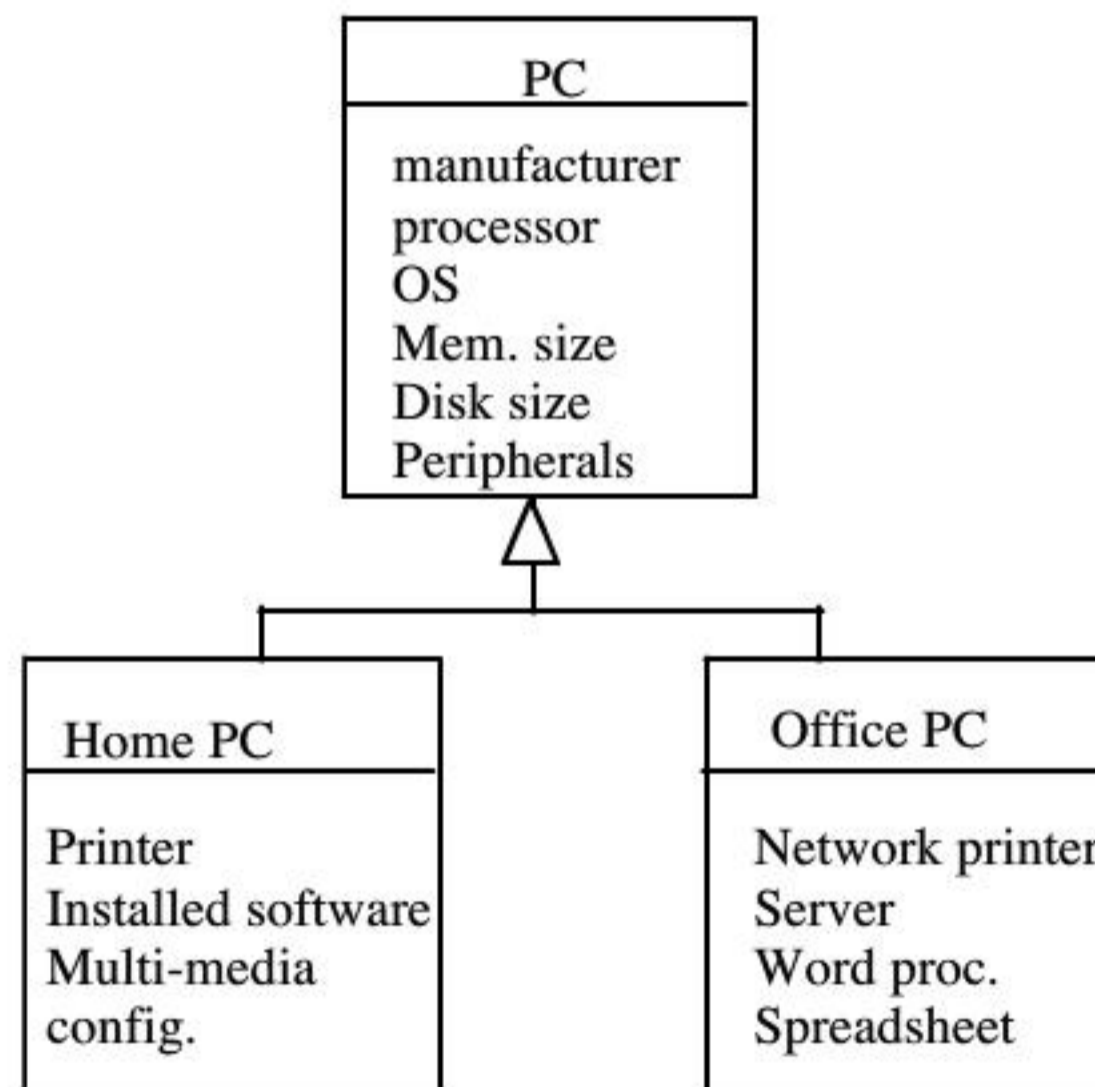 PC
manufacturer
processor
OS
Mem. size
Disk size
Peripherals
Home PC
Printer
Installed software
Multi-media
config.
Office PC
Network printer
Server
Word proc.
Spreadsheet